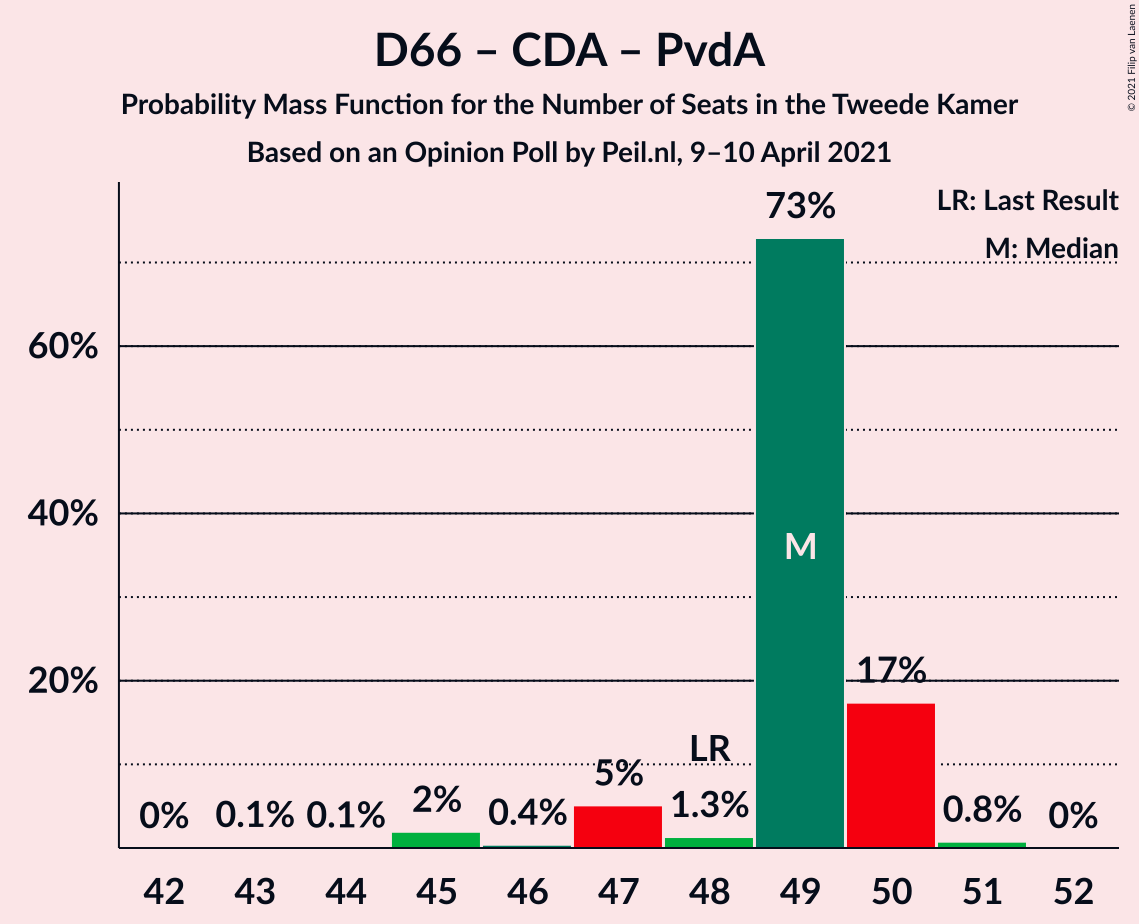 D66 – CDA – PvdA
Probability Mass Function for the Number of Seats in the Tweede Kamer
Based on an Opinion Poll by Peil.nl, 9–10 April 2021
© 2021 Filip van Laenen
LR: Last Result
M: Median
73%
60%
40%
20%
M
17%
LR
5%
2%
1.3%
0.8%
0%
0.1%
0.1%
0.4%
0%
42 43 44 45 46 47 48 49 50 51 52